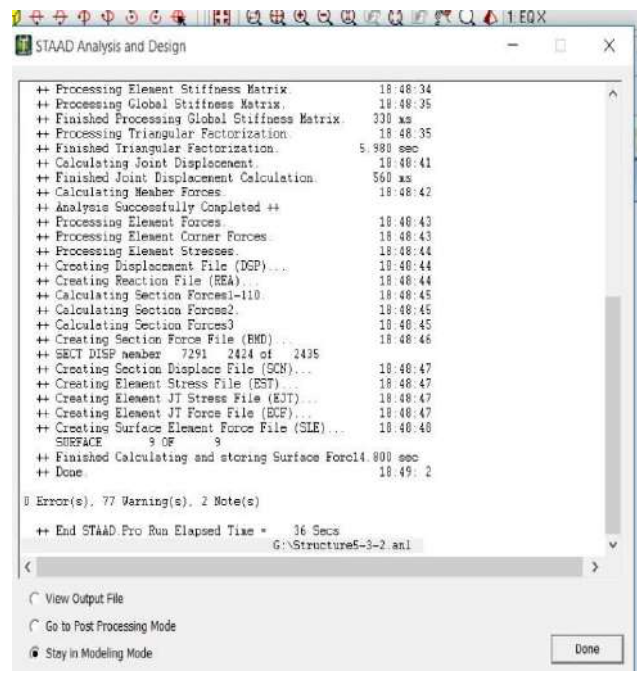 1:EQX
STAAD Analysis and Design
++ Processing Element Stiffness Matrix. 18:48:34
++ Processing Global Stiffness Matrix. 18:48:35
++ Finished Processing Global Stiffness Matrix. 330 ms
++ Processing Triangular Factorization. 18:48:35
++ Finished Triangular Factorization. 5.980 sec
++ Calculating Joint Displacement. 18:48:41
++ Finished Joint Displacement Calculation. 560 ms
++ Calculating Member Forces. 18:48:42
++ Analysis Successfully Completed ++
++ Processing Element Forces. 18:48:43
++ Processing Element Corner Forces. 18:48:43
++ Processing Element Stresses. 18:48:44
++ Creating Displacement File (DSP)... 18:48:44
++ Creating Reaction File (REA)... 18:48:44
++ Calculating Section Forces1-110. 18:48:45
++ Calculating Section Forces2. 18:48:45
++ Calculating Section Forces3 18:48:45
++ Creating Section Force File (BMD)... 18:48:46
++ SECT DISP member 7291 2424 of 2435
++ Creating Section Displace File (SCN)... 18:48:47
++ Creating Element Stress File (EST)... 18:48:47
++ Creating Element JT Stress File (EJT)... 18:48:47
++ Creating Element JT Force File (ECF)... 18:48:47
++ Creating Surface Element Force File (SLE)... 18:48:48
SURFACE 9 OF 9
++ Finished Calculating and storing Surface Forc14.800 sec
++ Done. 18:49: 2
0 Error(s), 77 Warning(s), 2 Note(s)
++ End STAAD.Pro Run Elapsed Time = 36 Secs
G:\Structure5-3-2.anl
View Output File
Go to Post Processing Mode
Stay in Modeling Mode
Done